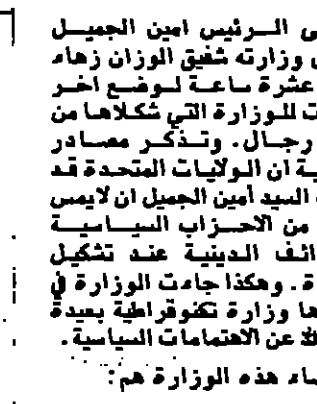 ى الرئيس امين الجميل
وزارته شفيق الوزان زهاء
عشرة ساعة لوضع اخر
ت للوزارة التي شكلاها من
رجال. وتذكر مصادر
ية ان الولايات المتحدة قد
السيد أمين الجميل ان لايمس
من الاحزاب السياسية
ائف الدينية عند تشكيل
ة. وهكذا جاءت الوزارة في
ها وزارة تكنوقراطية بعيدة
عن الاهتمامات السياسية.
اء هذه الوزارة هم: